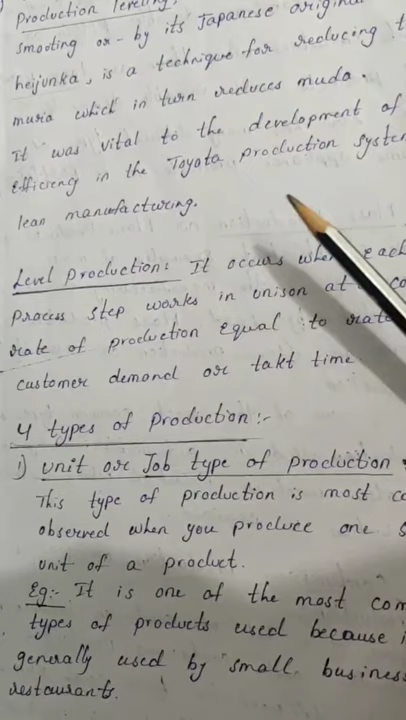 Production leveling,
smooting or - by its Japanese origina
heijunka, is a technique for reducing t
mura which in turn reduces muda.
It was vital to the development of
Efficiency in the Toyota Production system
lean manufacturing.
Level Production: It occurs when each
Process step works in unison at a co
rate of production Equal to rate
customer demand or takt time
4 types of Production :-
1) unit or Job type of production
This type of production is most co
observed when you produce one s
unit of a product.
Eg:- It is one of the most com
types of products used because i
generally used by small busines
restaurants.